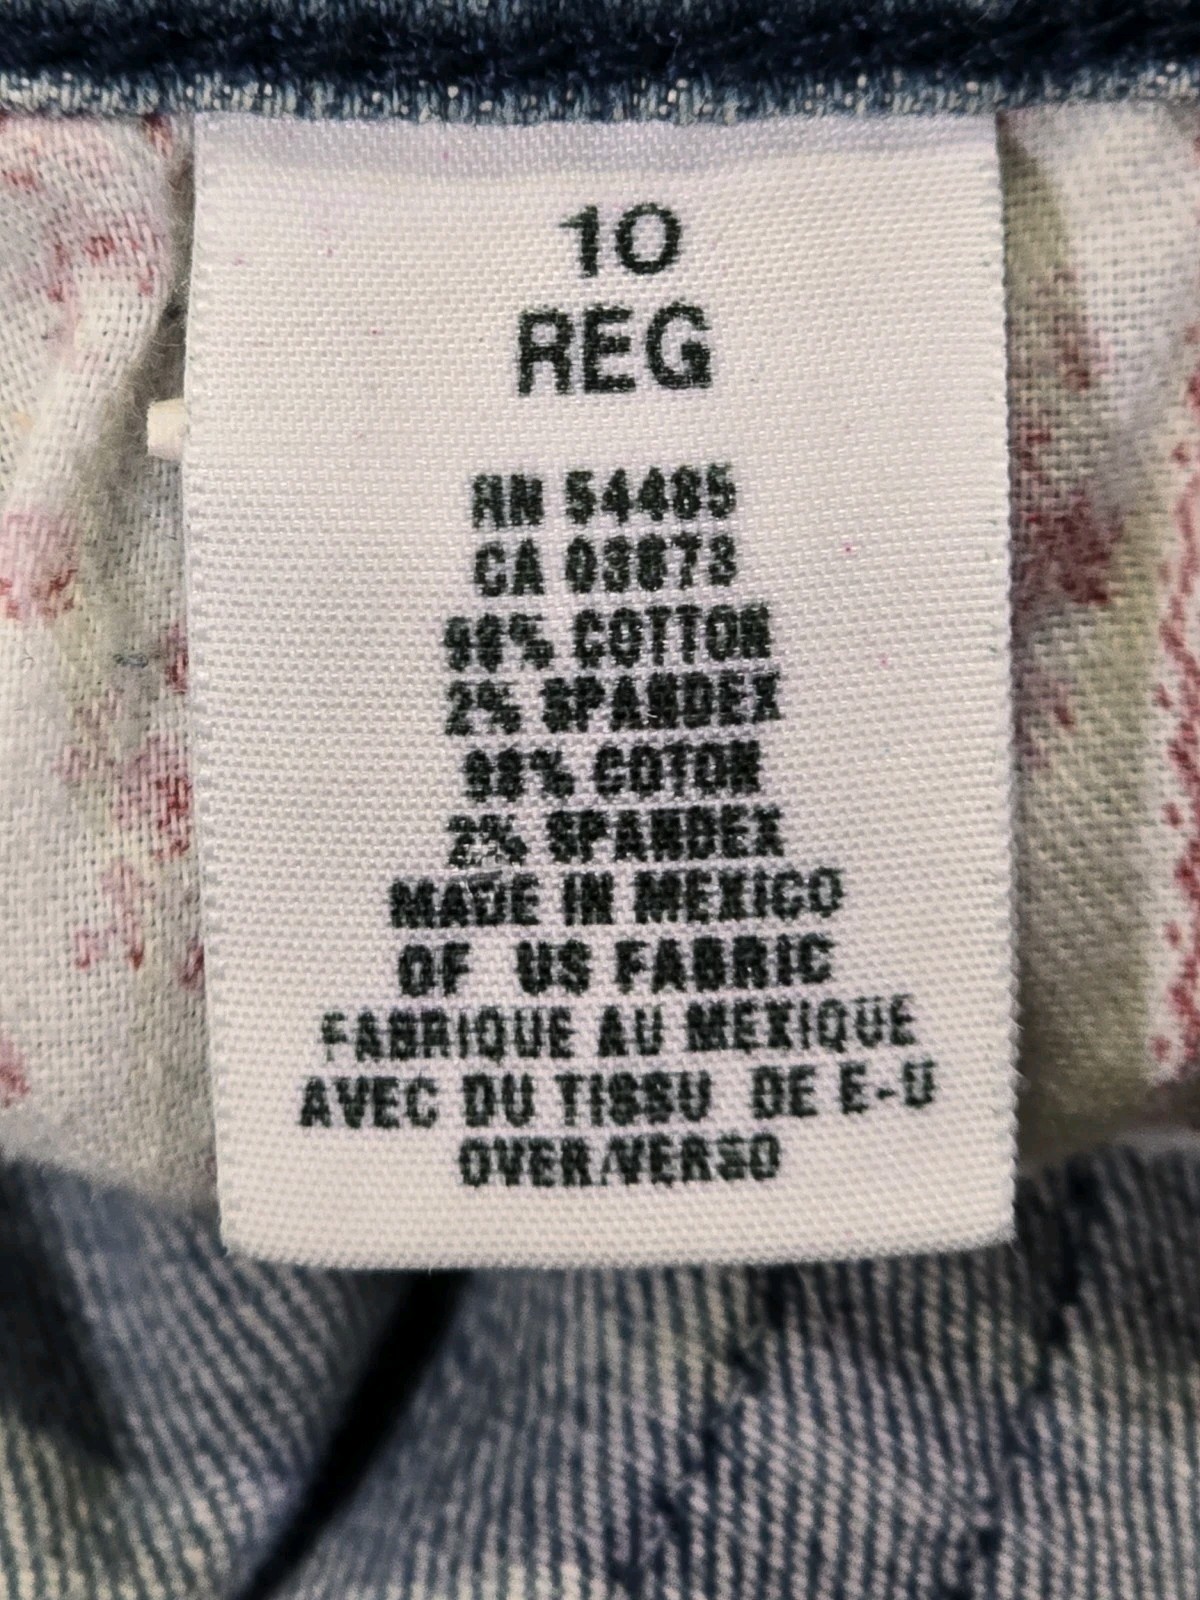 10
REG
RN 54485
CA 03873
98% COTTON
2% SPANDEX
98% COTON
2% SPANDEX
MADE IN MEXICO
OF US FABRIC
FABRIQUE AU MEXIQUE
AVEC DU TISSU DE E-U
OVER/VERSO